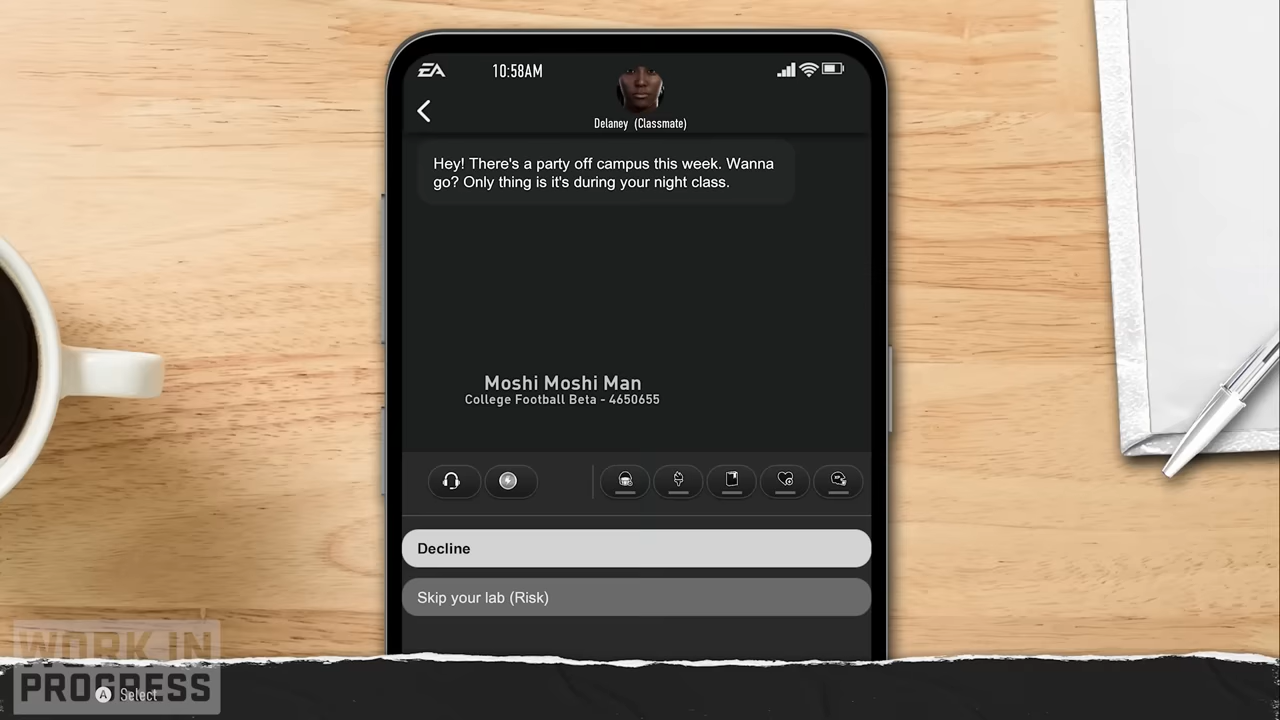 EA
10:58AM
Delaney (Classmate)
Hey! There's a party off campus this week. Wanna
go? Only thing is it's during your night class.
Moshi Moshi Man
College Football Beta - 4650655
Decline
Skip your lab (Risk)
WORK IN
PROGRESS
A Select